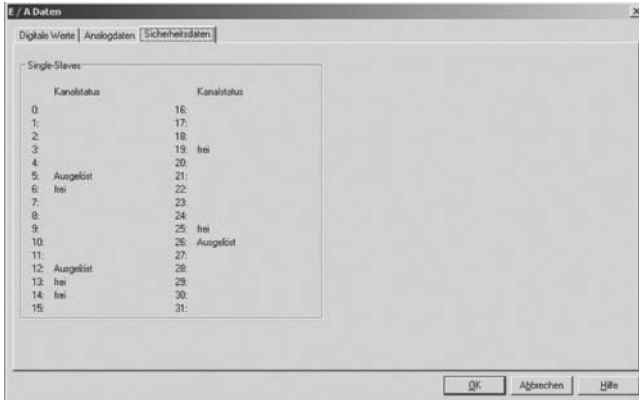 E / A Daten
Digitale Werte Analogdaten Sicherheitsdaten
Single-Slaves
Kanalstatus Kanalstatus
0: 16:
1: 17:
2: 18:
3: 19: frei
4: 20:
5: Ausgelöst 21:
6: frei 22:
7: 23:
8: 24:
9: 25: frei
10: 26: Ausgelöst
11: 27:
12: Ausgelöst 28:
13: frei 29:
14: frei 30:
15: 31:
OK Abbrechen Hilfe